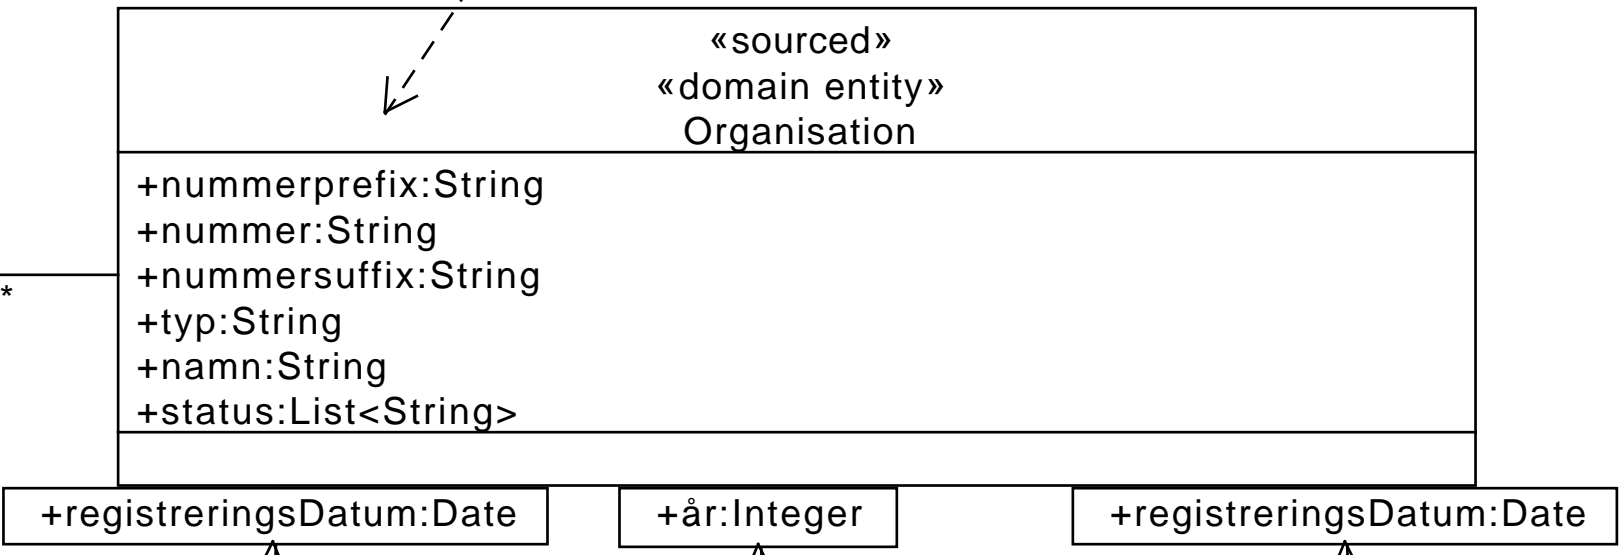 «sourced»
«domain entity»
Organisation
+nummerprefix:String
+nummer:String
+nummersuffix:String
*
+typ:String
+namn:String
+status:List<String>
+registreringsDatum:Date
+år:Integer
+registreringsDatum:Date